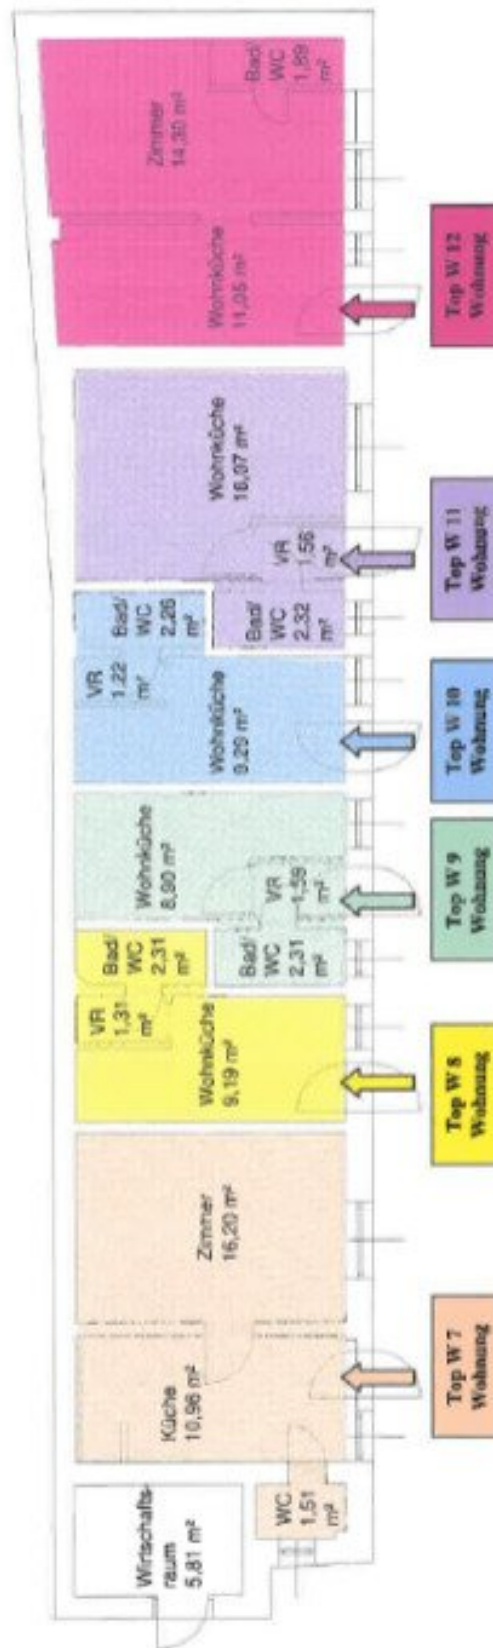 Bad/
WC
1,89
m²
Zimmer
14,30 m²
Wohnküche
11,05 m²
Top W 12
Wohnung
Wohnküche
16,07 m²
VR
1,56
m²
Bad/
WC
2,32
m²
Top W 11
Wohnung
Bad/
WC
2,26
m²
VR
1,22
m²
Wohnküche
9,29 m²
Top W 10
Wohnung
Wohnküche
8,90 m²
VR
1,59
m²
Bad/
WC
2,31
m²
Top W 9
Wohnung
Bad/
WC
2,31
m²
VR
1,31
m²
Wohnküche
9,19 m²
Top W 8
Wohnung
Zimmer
16,20 m²
Küche
10,96 m²
WC
1,51
m²
Top W 7
Wohnung
Wirtschafts-
raum
5,81 m²